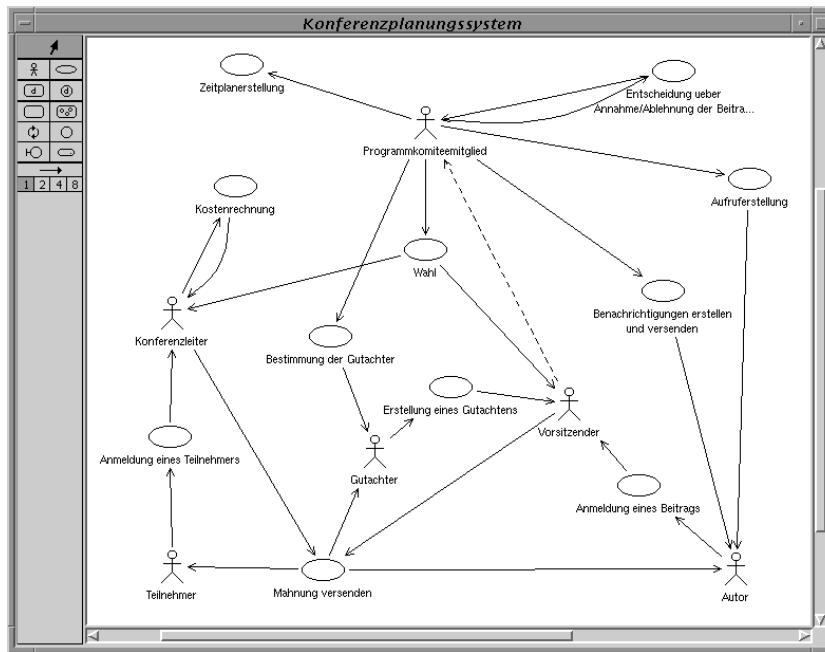 Konferenzplanungssystem
d
d
1 2 4 8
Zeitplanerstellung
Entscheidung ueber
Annahme/Ablehnung der Beitra...
Programmkomiteemitglied
Kostenrechnung
Aufruferstellung
Wahl
Konferenzleiter
Benachrichtigungen erstellen
und versenden
Bestimmung der Gutachter
Erstellung eines Gutachtens
Vorsitzender
Anmeldung eines Teilnehmers
Gutachter
Anmeldung eines Beitrags
Teilnehmer
Mahnung versenden
Autor